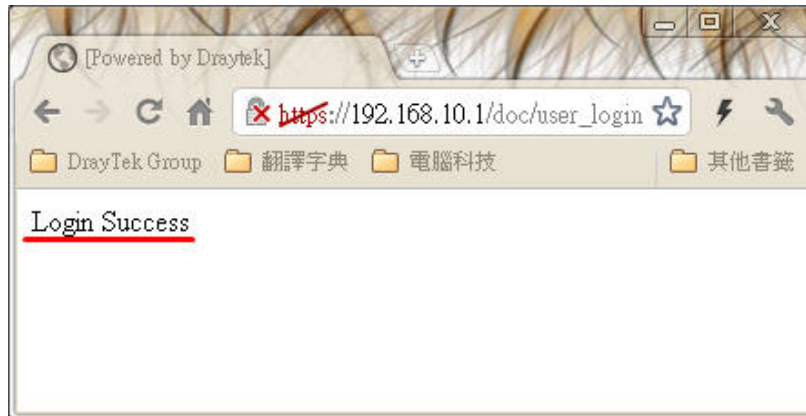 [Powered by Draytek]
https://192.168.10.1/doc/user_login
DrayTek Group 翻譯字典 電腦科技 其他書籤
Login Success